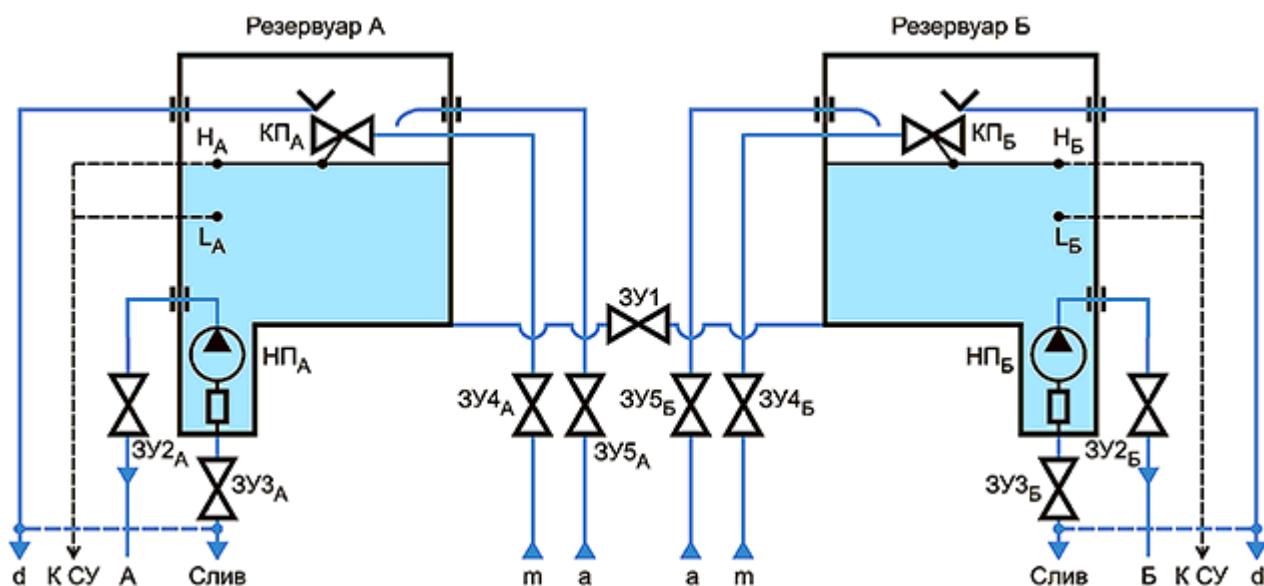 Резервуар А Резервуар Б
КПА КПБ
НА НБ
LА LБ
ЗУ1
НПА НПБ
ЗУ4А ЗУ5Б ЗУ4Б
ЗУ2А ЗУ5А ЗУ2Б
ЗУ3А ЗУ3Б
d К СУ А Слив m a a m Слив Б К СУ d